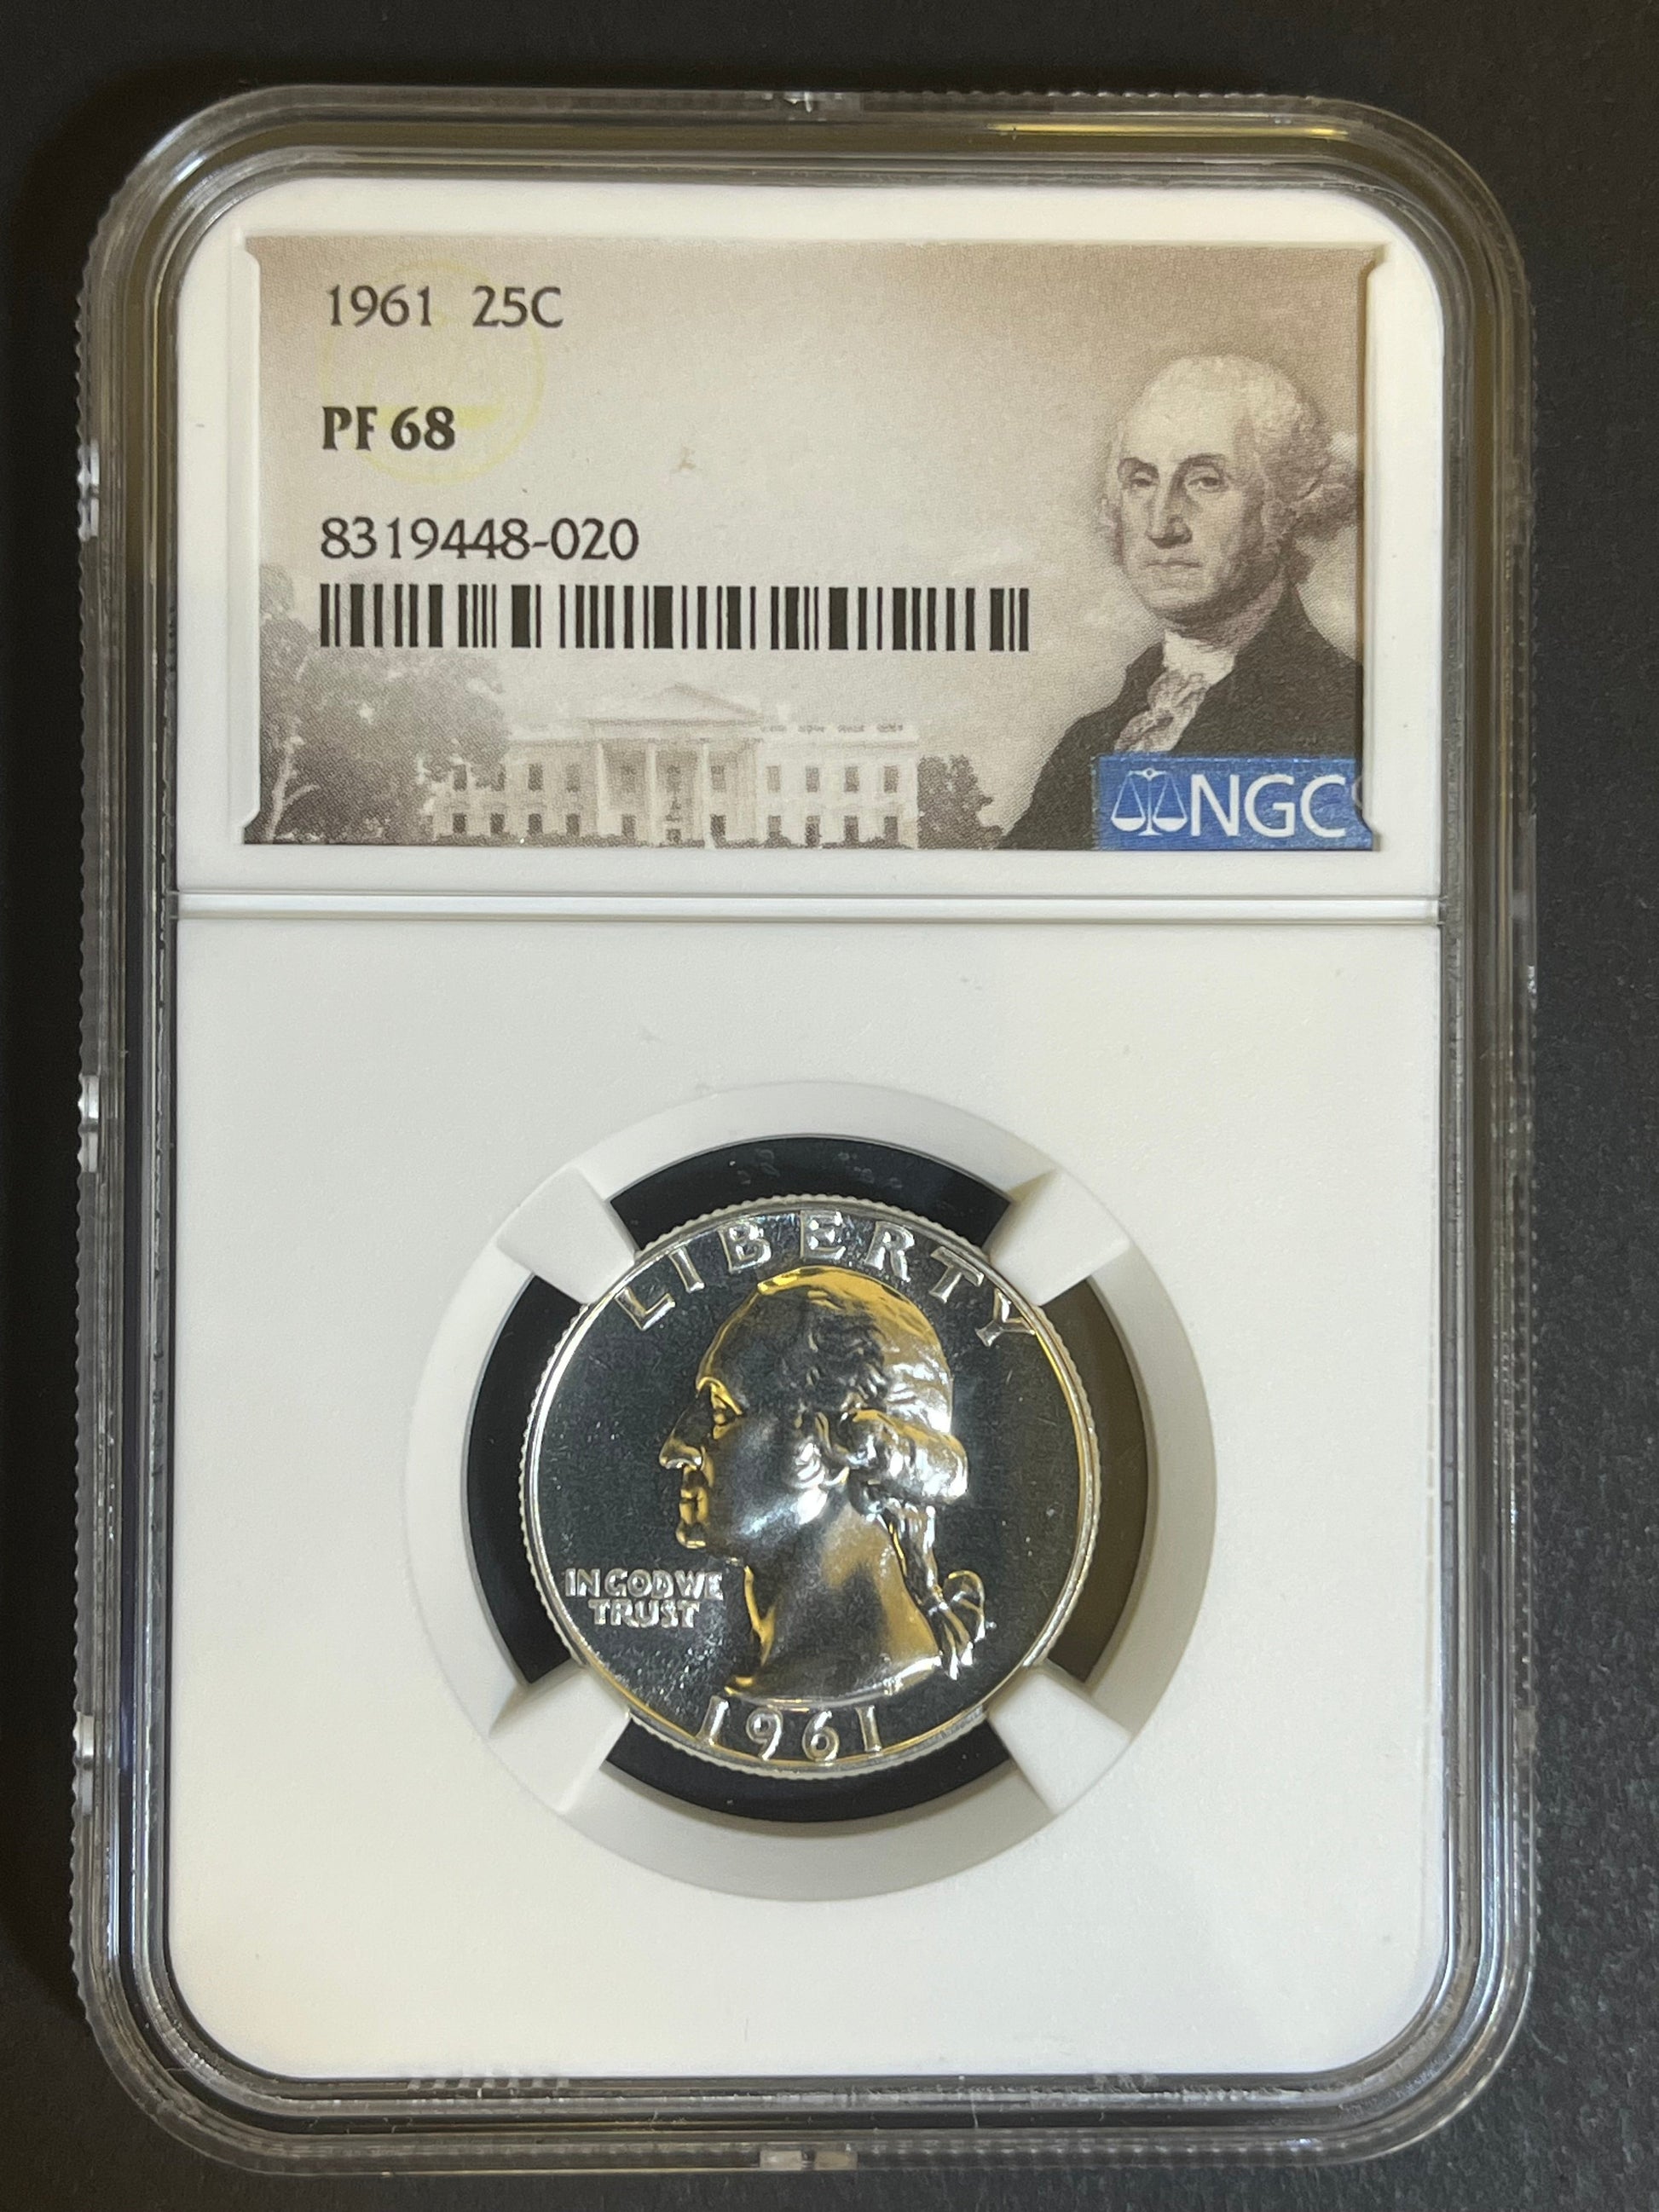 1961 25C
PF 68
8319448-020
NGC
LIBERTY
IN GOD WE
TRUST
1961